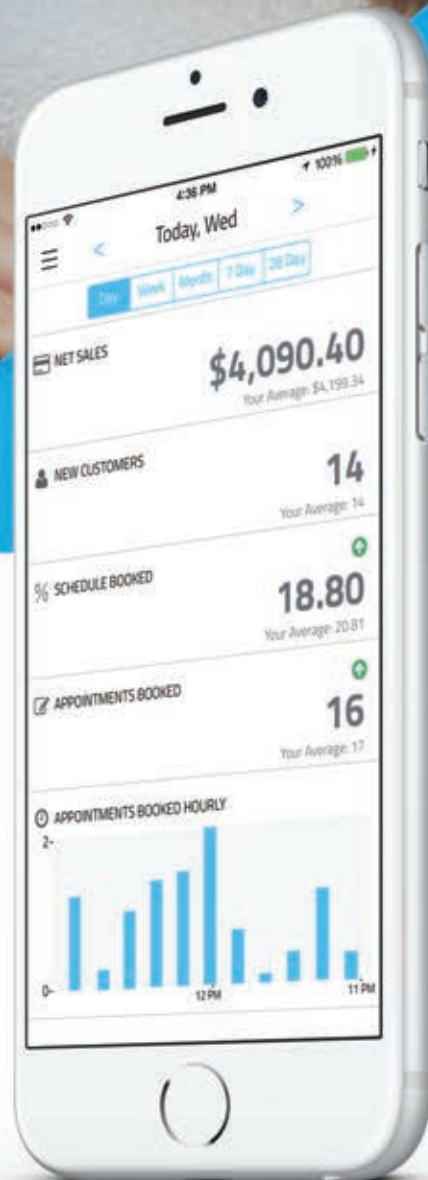 4:36 PM
100%
Today, Wed
Day Week Month 7 Day 28 Day
NET SALES
$4,090.40
Your Average: $4,199.34
NEW CUSTOMERS
14
Your Average: 14
% SCHEDULE BOOKED
18.80
Your Average: 20.81
APPOINTMENTS BOOKED
16
Your Average: 17
APPOINTMENTS BOOKED HOURLY
2-
0-
12 PM
11 PM